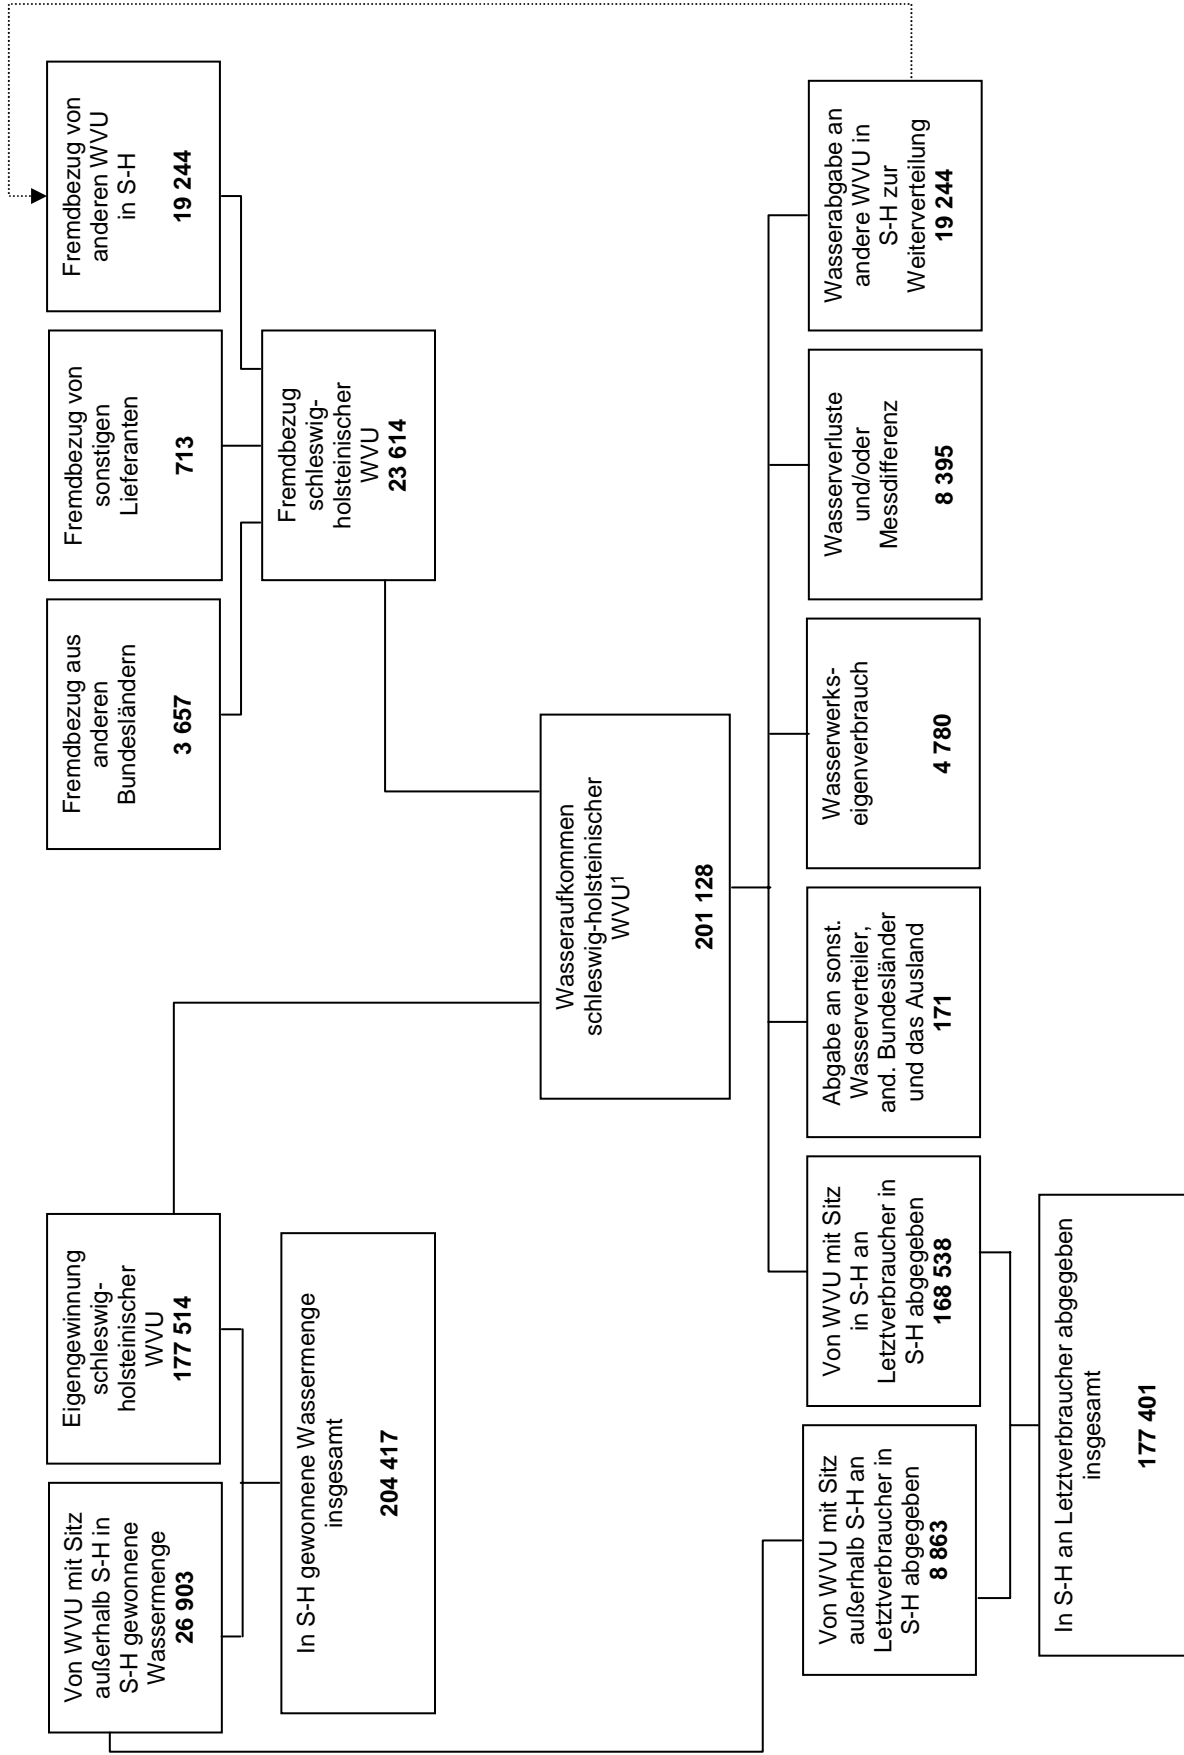 Von WVU mit Sitz
außerhalb S-H in
S-H gewonnene
Wassermenge
26 903
Eigengewinnung
schleswig-
holsteinischer
WVU
177 514
Fremdbezug aus
anderen
Bundesländern
3 657
Fremdbezug von
sonstigen
Lieferanten
713
Fremdbezug von
anderen WVU
in S-H
19 244
In S-H gewonnene Wassermenge
insgesamt
204 417
Fremdbezug
schleswig-
holsteinischer
WVU
23 614
Wasseraufkommen
schleswig-holsteinischer
WVU¹
201 128
Von WVU mit Sitz
außerhalb S-H an
Letztverbraucher in
S-H abgegeben
8 863
Von WVU mit Sitz
in S-H an
Letztverbraucher in
S-H abgegeben
168 538
Abgabe an sonst.
Wasserverteiler,
and. Bundesländer
und das Ausland
171
Wasserwerks-
eigenverbrauch
4 780
Wasserverluste
und/oder
Messdifferenz
8 395
Wasserabgabe an
andere WVU in
S-H zur
Weiterverteilung
19 244
In S-H an Letztverbraucher abgegeben
insgesamt
177 401